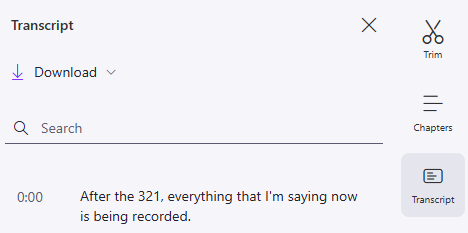 Transcript
Download
Search
0:00 After the 321, everything that I'm saying now
is being recorded.
Trim
Chapters
Transcript